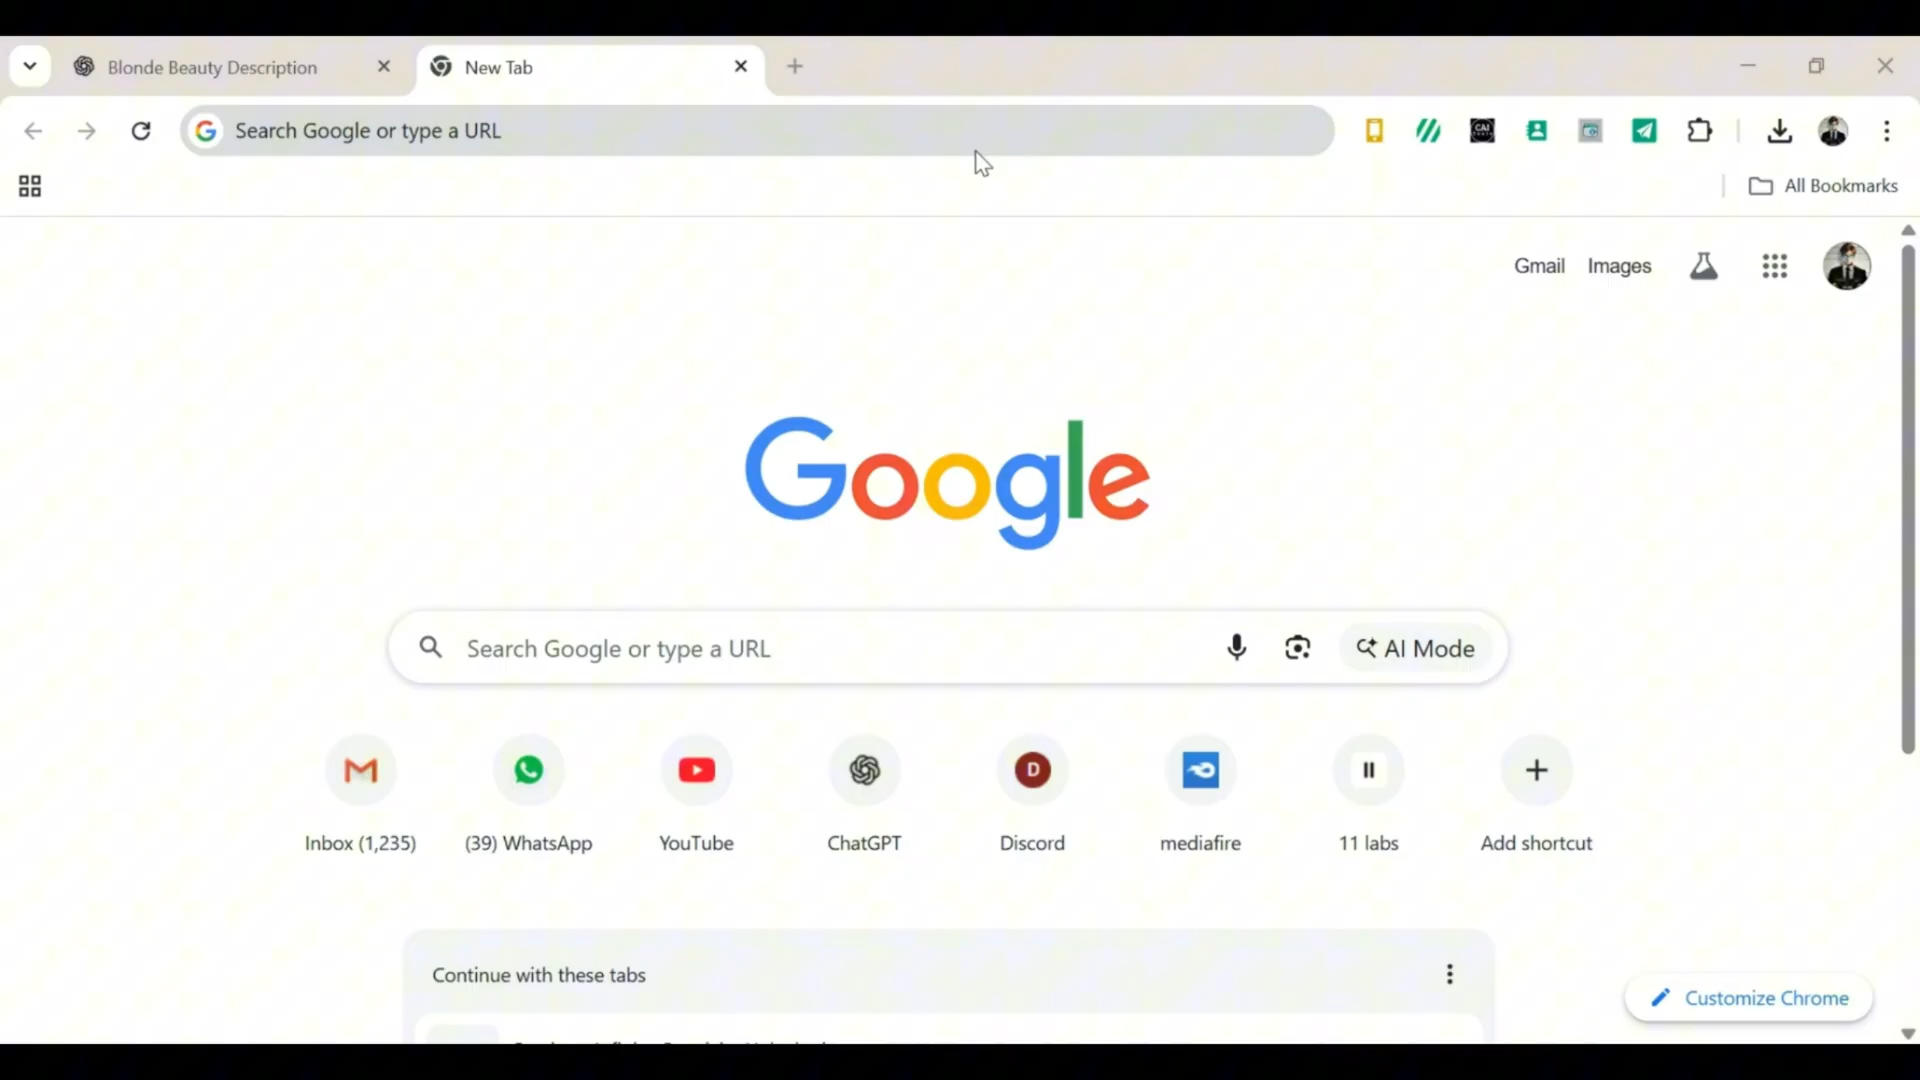 Blonde Beauty Description
New Tab
Search Google or type a URL
CAI
All Bookmarks
Gmail Images
Google
Search Google or type a URL
AI Mode
Inbox (1,235)
(39) WhatsApp
YouTube
ChatGPT
D
Discord
mediafire
11 labs
Add shortcut
Continue with these tabs
Customize Chrome